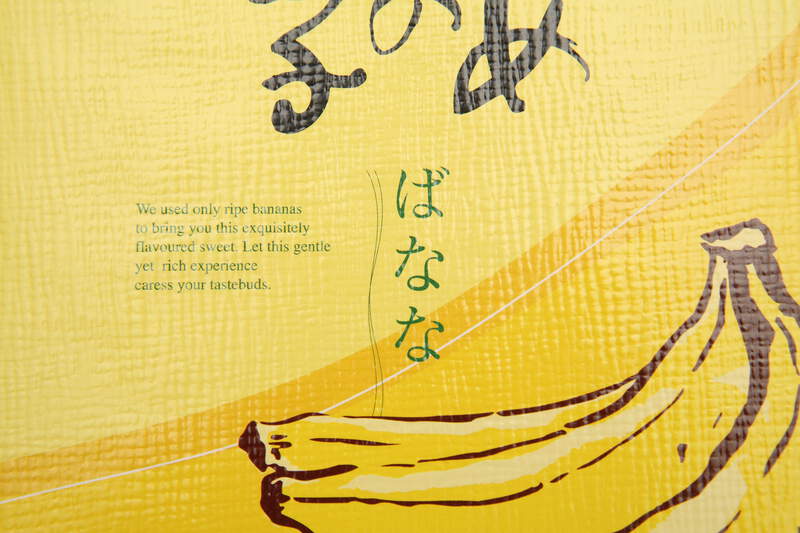 ばなな
We used only ripe bananas
to bring you this exquisitely
flavoured sweet. Let this gentle
yet rich experience
caress your tastebuds.